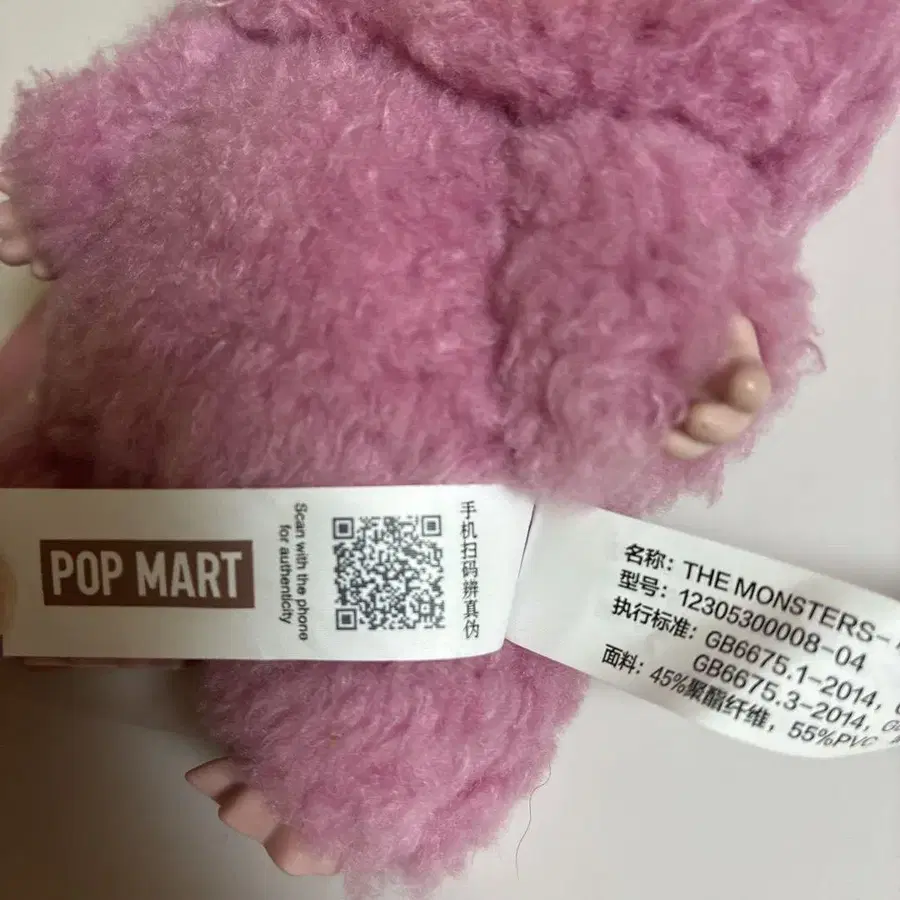 POP MART
Scan with the phone
for authenticity
手机扫码辨真伪
名称：THE MONSTERS-
型号：12305300008-04
执行标准：GB6675.1-2014,
GB6675.3-2014,
面料：45%聚酯纤维，55%PVC